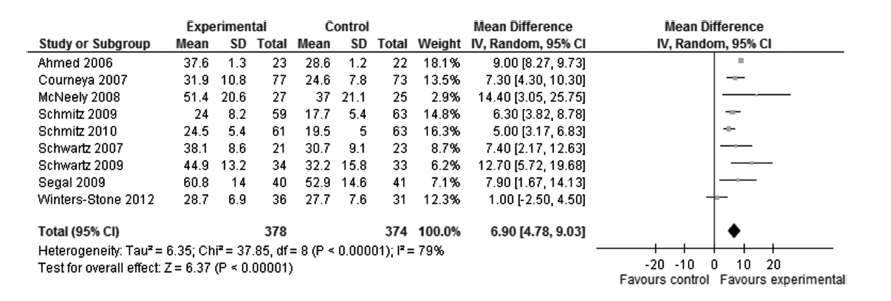 Experimental Control Mean Difference Mean Difference
Study or Subgroup Mean SD Total Mean SD Total Weight IV, Random, 95% CI IV, Random, 95% CI
Ahmed 2006 37.6 1.3 23 28.6 1.2 22 18.1% 9.00 [8.27, 9.73]
Courneya 2007 31.9 10.8 77 24.6 7.8 73 13.0% 7.30 [4.30, 10.30]
McNeely 2008 51.4 20.6 27 37 21.1 25 2.9% 14.40 [3.05, 25.75]
Schmitz 2009 24 8.2 59 17.7 5.4 63 14.8% 6.30 [3.82, 8.78]
Schmitz 2010 24.5 5.4 61 19.5 5 63 16.3% 5.00 [3.17, 6.83]
Schwartz 2007 38.1 8.6 21 30.7 9.1 23 8.7% 7.40 [2.17, 12.63]
Schwartz 2009 44.9 13.2 34 32.2 15.8 33 6.2% 12.70 [5.72, 19.68]
Segal 2009 60.8 14 40 52.9 14.6 41 7.1% 7.90 [1.67, 14.13]
Winters-Stone 2012 28.7 6.9 36 27.7 7.6 31 12.3% 1.00 [-2.50, 4.50]
Total (95% CI) 378 374 100.0% 6.90 [4.78, 9.03]
Heterogeneity: Tau² = 6.35; Chi² = 37.85, df = 8 (P < 0.00001); I² = 79%
Test for overall effect: Z = 6.37 (P < 0.00001)
-20 -10 0 10 20
Favours control Favours experimental